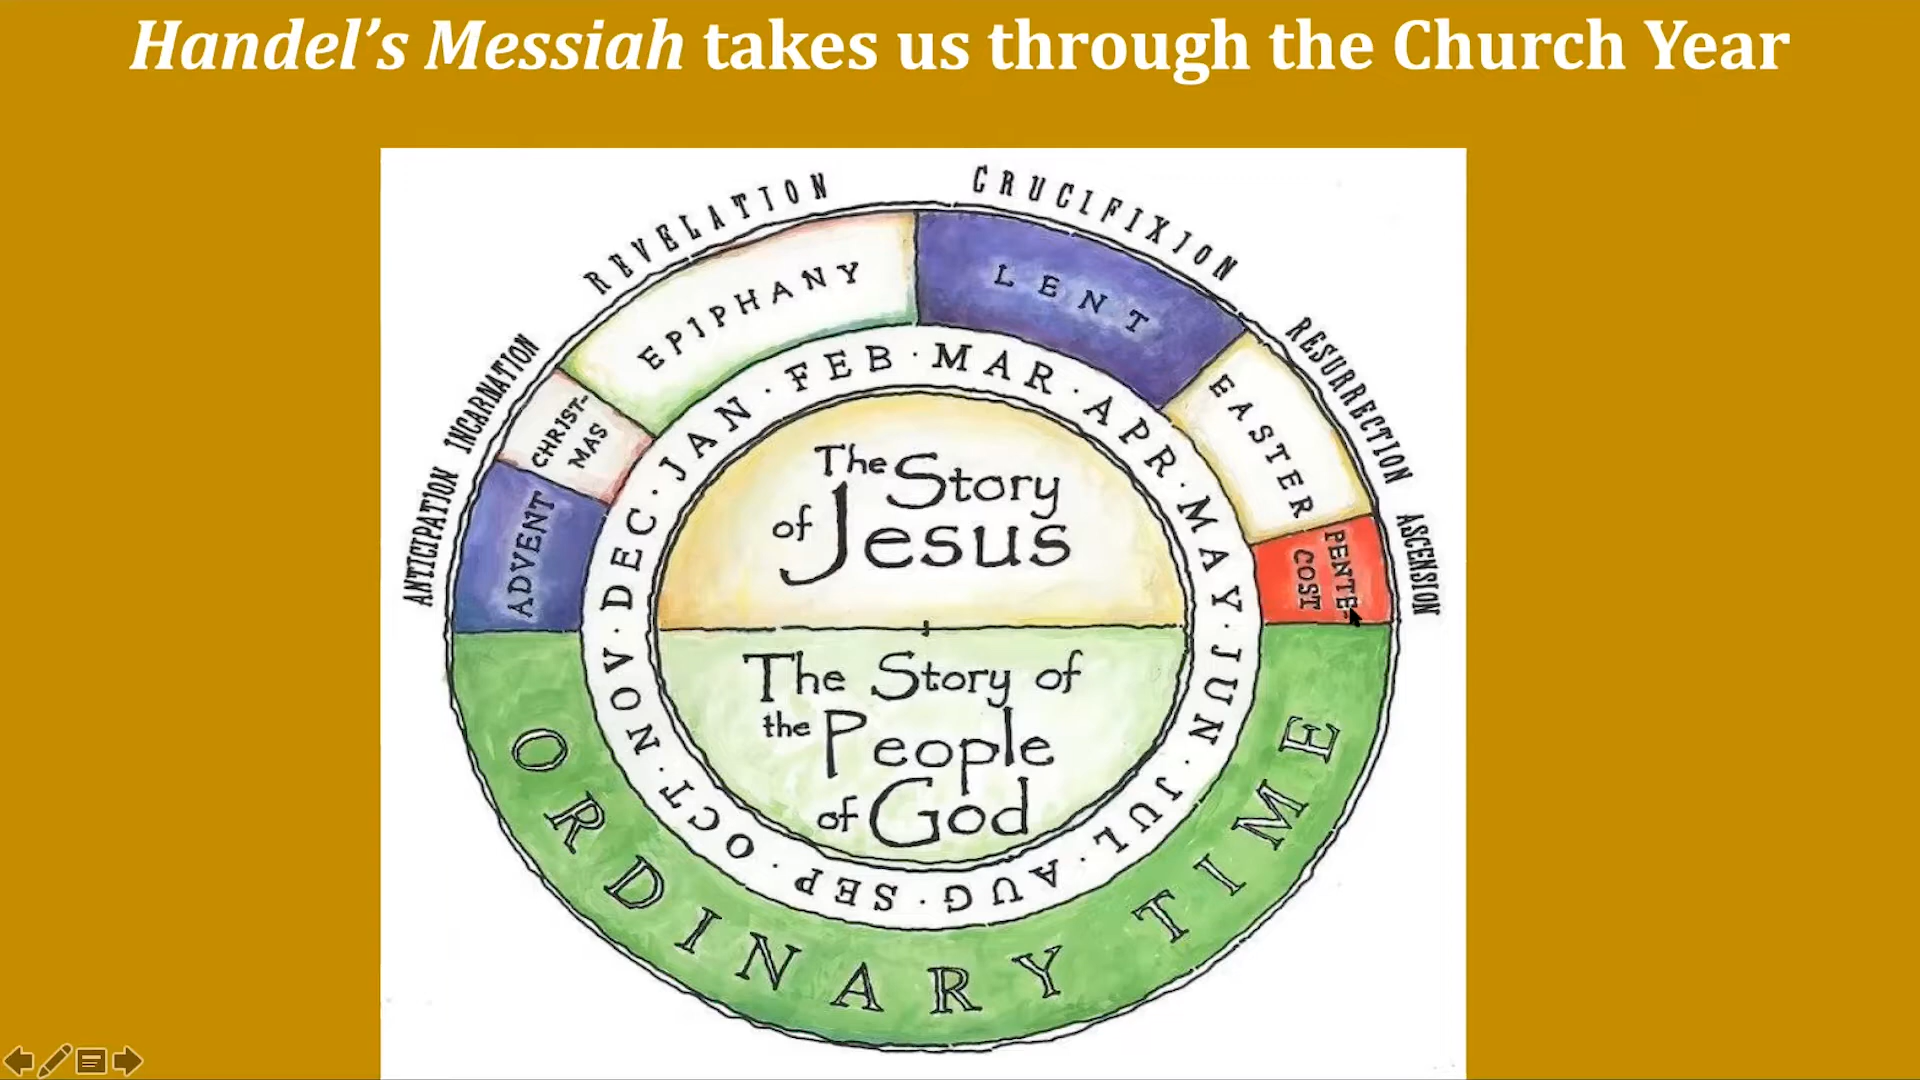 Handel's Messiah takes us through the Church Year
ANTICIPATION
INCARNATION
REVELATION
CRUCIFIXION
RESURRECTION
ASCENSION
ADVENT
CHRIST-
MAS
EPIPHANY
LENT
EASTER
PENTE-
COST
ORDINARY TIME
JAN · FEB · MAR · APR · MAY · JUN · JUL · AUG · SEP · OCT · NOV · DEC ·
The Story
of Jesus
The Story of
the People
of God